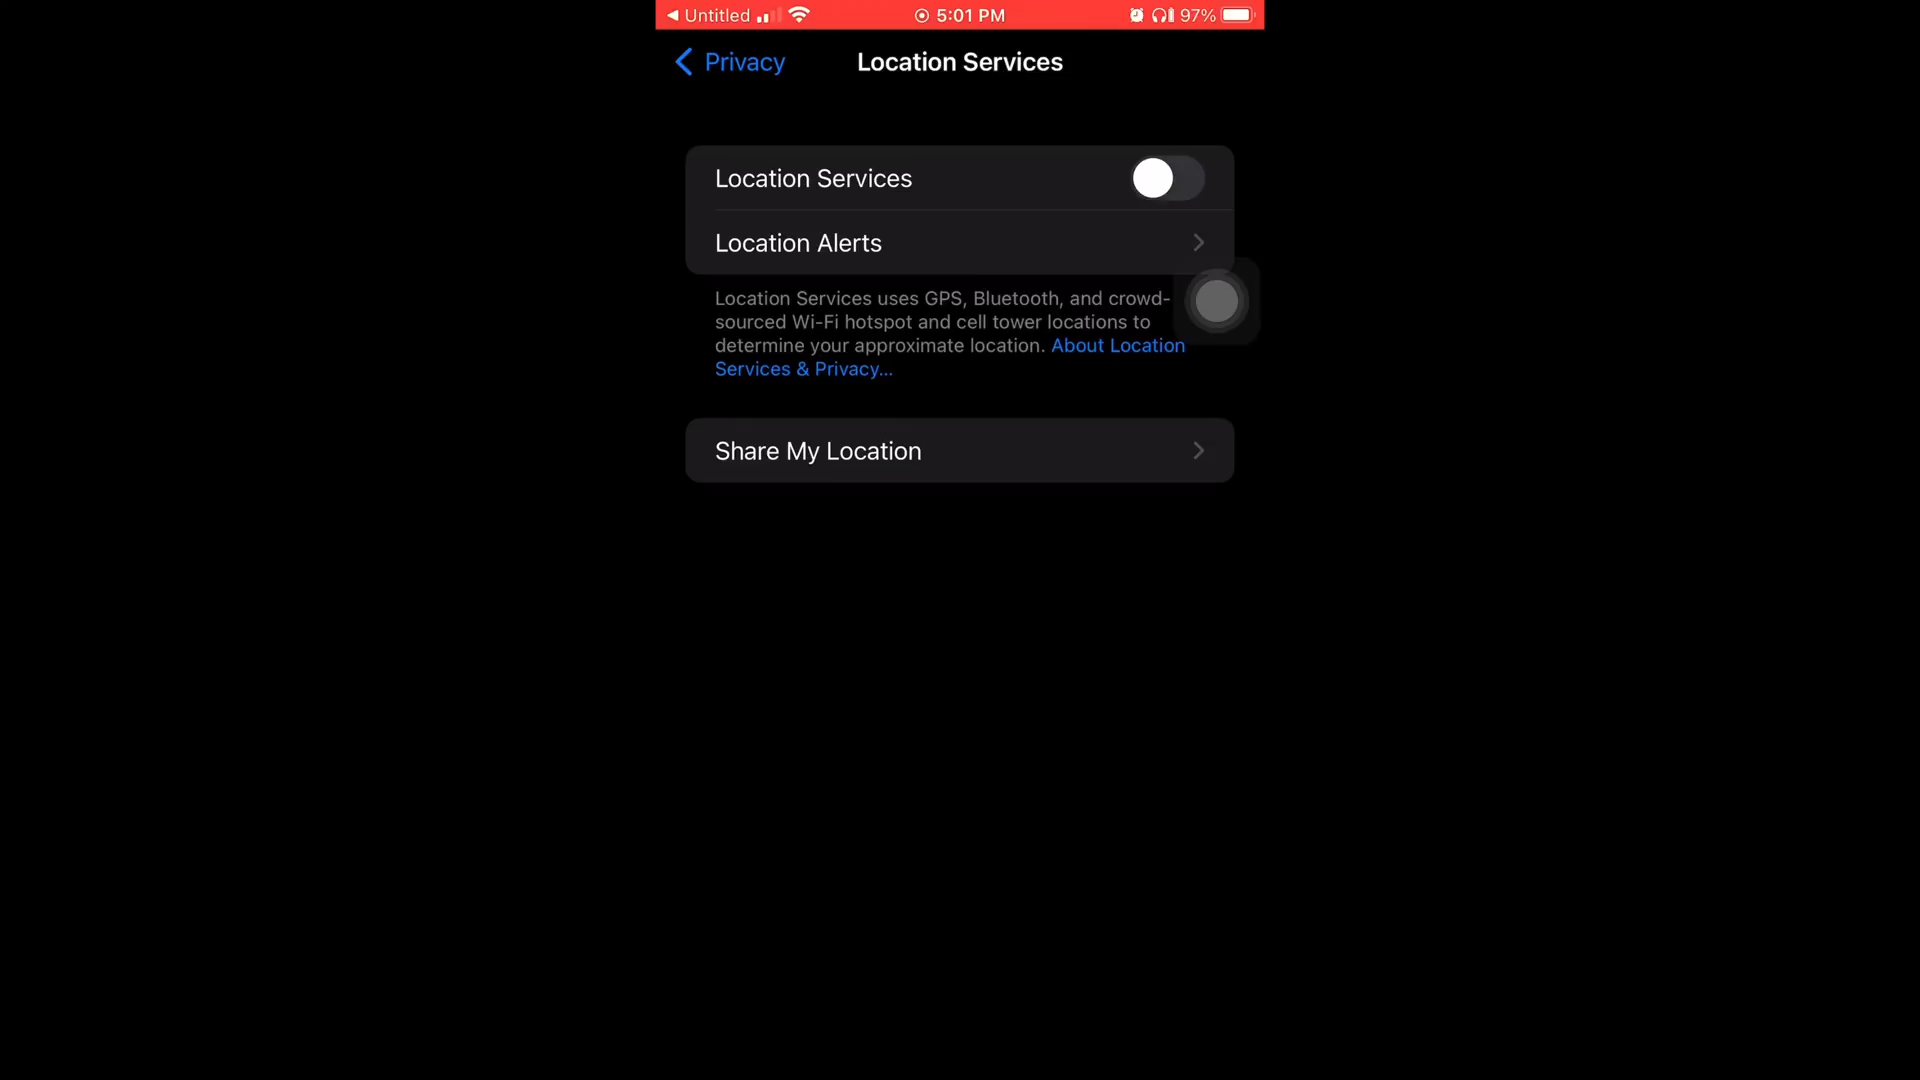 Untitled 5:01 PM 97%
Privacy Location Services
Location Services
Location Alerts
Location Services uses GPS, Bluetooth, and crowd-
sourced Wi-Fi hotspot and cell tower locations to
determine your approximate location. About Location
Services & Privacy...
Share My Location